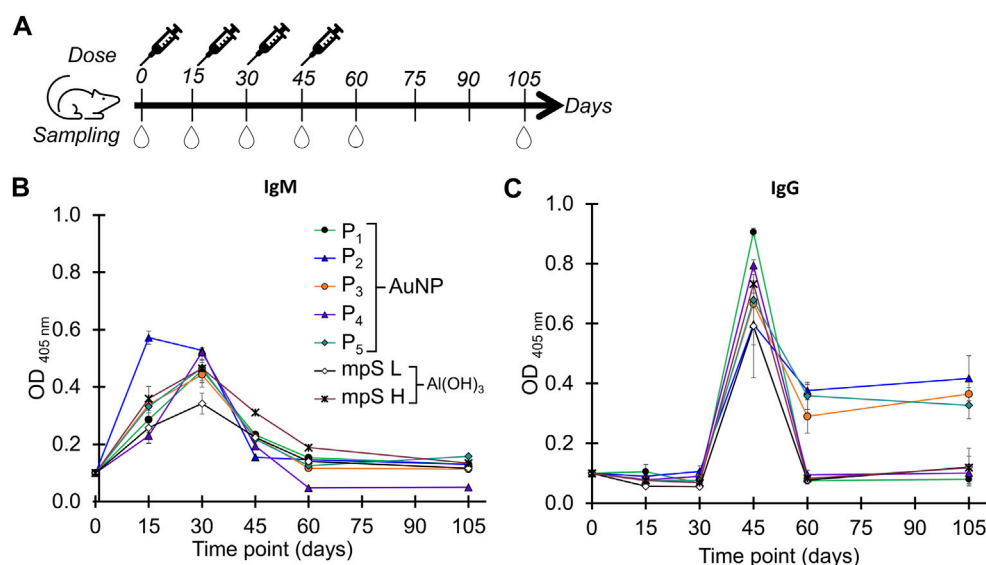 A
Dose
0 15 30 45 60 75 90 105
Days
Sampling
B
IgM
1.0
0.8
0.6
0.4
0.2
0.0
OD 405 nm
0 15 30 45 60 75 90 105
Time point (days)
P1
P2
P3
P4
P5
AuNP
mpS L
mpS H
Al(OH)3
C
IgG
1.0
0.8
0.6
0.4
0.2
0.0
OD 405 nm
0 15 30 45 60 75 90 105
Time point (days)